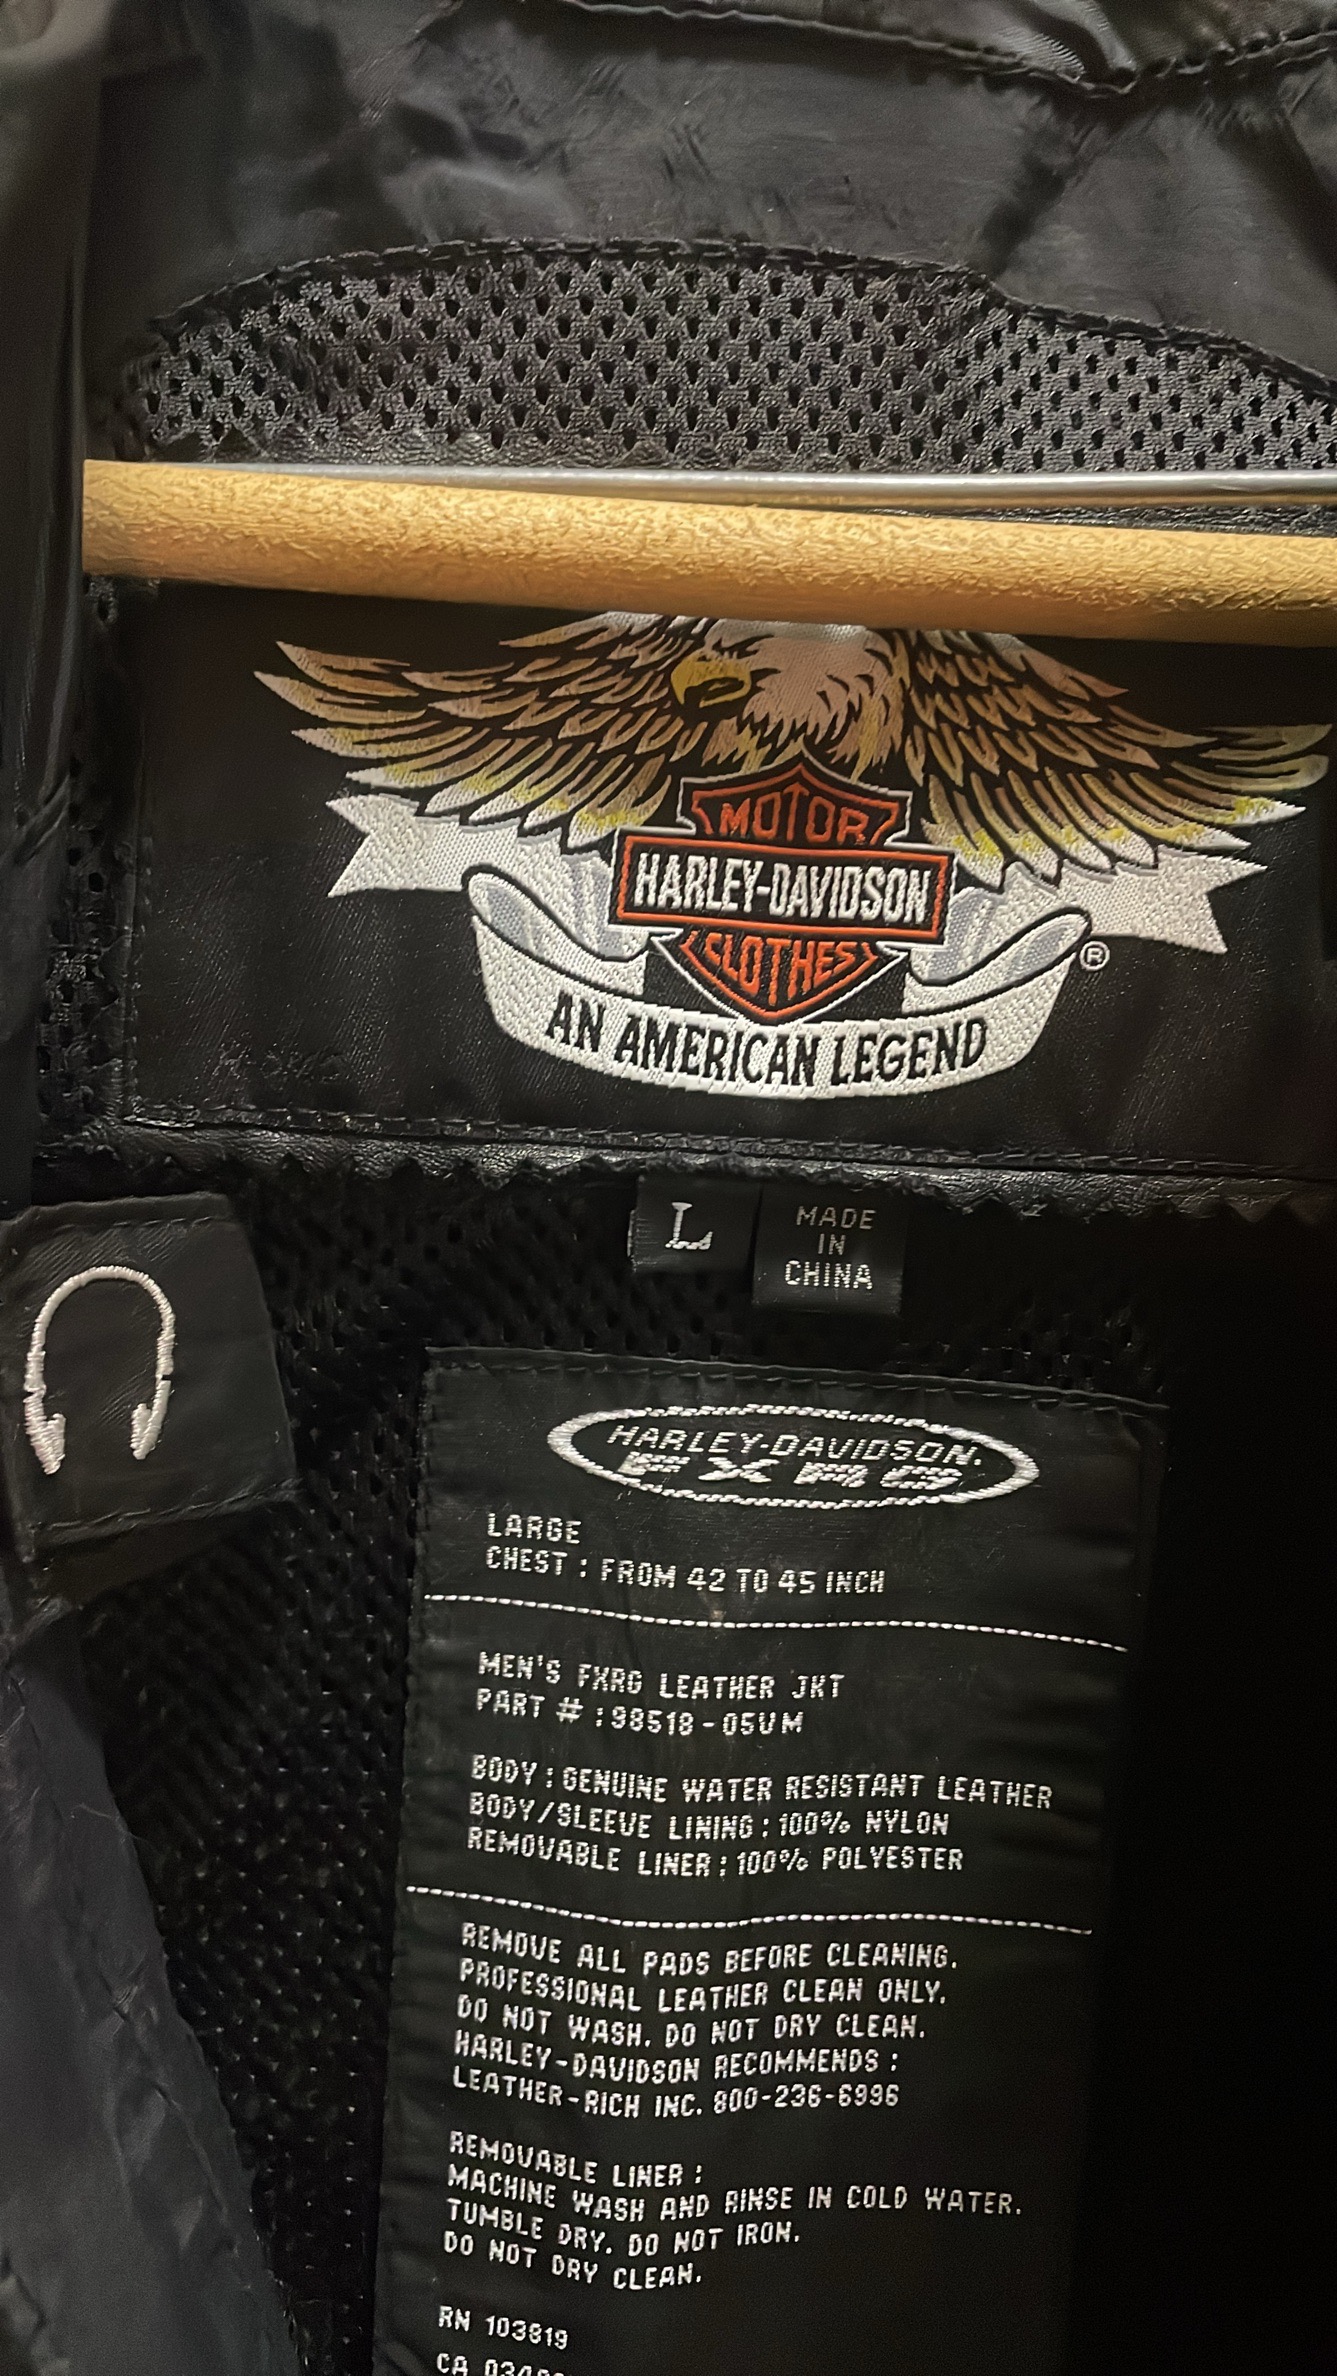 MOTOR
HARLEY-DAVIDSON
CLOTHES
®
AN AMERICAN LEGEND
L
MADE
IN
CHINA
HARLEY-DAVIDSON.
FXRG
LARGE
CHEST : FROM 42 TO 45 INCH
MEN'S FXRG LEATHER JKT
PART # : 98518-05VM
BODY : GENUINE WATER RESISTANT LEATHER
BODY/SLEEVE LINING : 100% NYLON
REMOVABLE LINER : 100% POLYESTER
REMOVE ALL PADS BEFORE CLEANING.
PROFESSIONAL LEATHER CLEAN ONLY.
DO NOT WASH. DO NOT DRY CLEAN.
HARLEY-DAVIDSON RECOMMENDS :
LEATHER-RICH INC. 800-236-6996
REMOVABLE LINER :
MACHINE WASH AND RINSE IN COLD WATER.
TUMBLE DRY. DO NOT IRON.
DO NOT DRY CLEAN.
RN 103819
CA